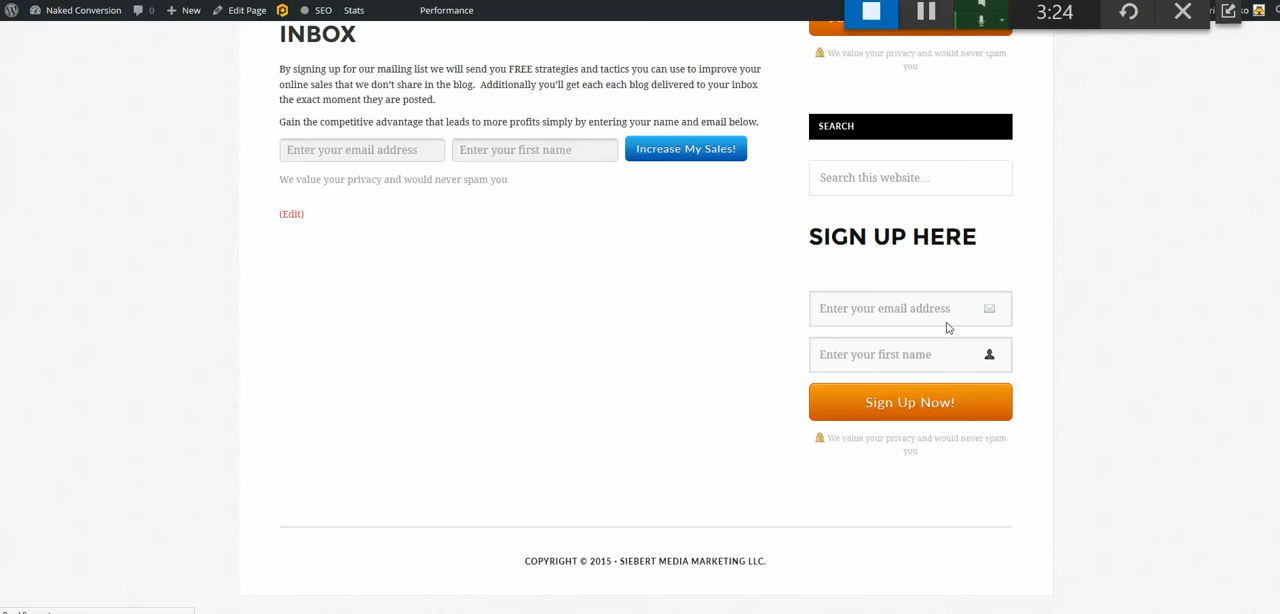 Naked Conversion 0 New Edit Page SEO Stats Performance
3:24
INBOX
By signing up for our mailing list we will send you FREE strategies and tactics you can use to improve your
online sales that we don't share in the blog. Additionally you'll get each each blog delivered to your inbox
the exact moment they are posted.
Gain the competitive advantage that leads to more profits simply by entering your name and email below.
Enter your email address Enter your first name Increase My Sales!
We value your privacy and would never spam you
(Edit)
We value your privacy and would never spam
you
SEARCH
Search this website...
SIGN UP HERE
Enter your email address
Enter your first name
Sign Up Now!
We value your privacy and would never spam
you
COPYRIGHT © 2015 · SIEBERT MEDIA MARKETING LLC.